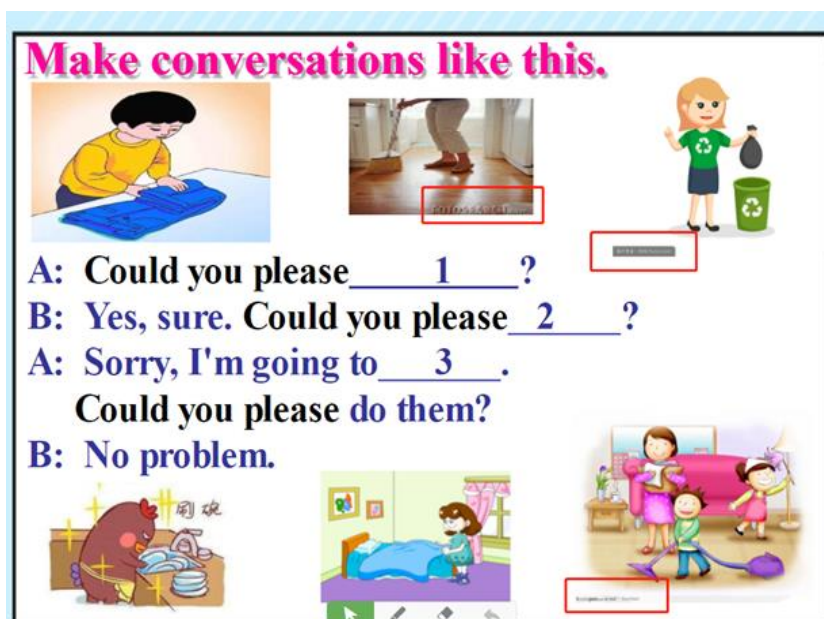 Make conversations like this.
A: Could you please 1 ?
B: Yes, sure. Could you please 2 ?
A: Sorry, I'm going to 3 .
Could you please do them?
B: No problem.
刷碗